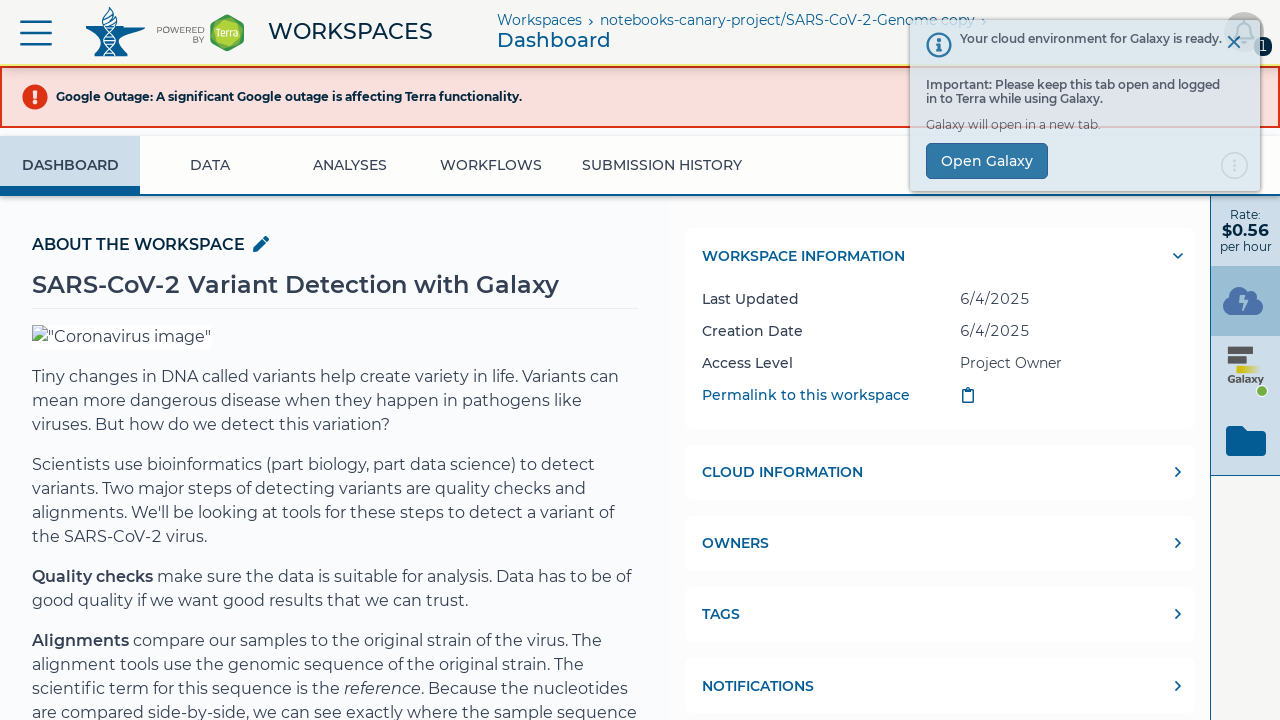 POWERED
BY
Terra
WORKSPACES
Workspaces › notebooks-canary-project/SARS-CoV-2-Genome copy ›
Dashboard
1
Your cloud environment for Galaxy is ready.
Important: Please keep this tab open and logged
in to Terra while using Galaxy.
Galaxy will open in a new tab.
Open Galaxy
Google Outage: A significant Google outage is affecting Terra functionality.
DASHBOARD
DATA
ANALYSES
WORKFLOWS
SUBMISSION HISTORY
Rate:
$0.56
per hour
Galaxy
ABOUT THE WORKSPACE
SARS-CoV-2 Variant Detection with Galaxy
"Coronavirus image"
Tiny changes in DNA called variants help create variety in life. Variants can
mean more dangerous disease when they happen in pathogens like
viruses. But how do we detect this variation?
Scientists use bioinformatics (part biology, part data science) to detect
variants. Two major steps of detecting variants are quality checks and
alignments. We'll be looking at tools for these steps to detect a variant of
the SARS-CoV-2 virus.
Quality checks make sure the data is suitable for analysis. Data has to be of
good quality if we want good results that we can trust.
Alignments compare our samples to the original strain of the virus. The
alignment tools use the genomic sequence of the original strain. The
scientific term for this sequence is the reference. Because the nucleotides
are compared side-by-side, we can see exactly where the sample sequence
WORKSPACE INFORMATION
Last Updated 6/4/2025
Creation Date 6/4/2025
Access Level Project Owner
Permalink to this workspace
CLOUD INFORMATION
OWNERS
TAGS
NOTIFICATIONS